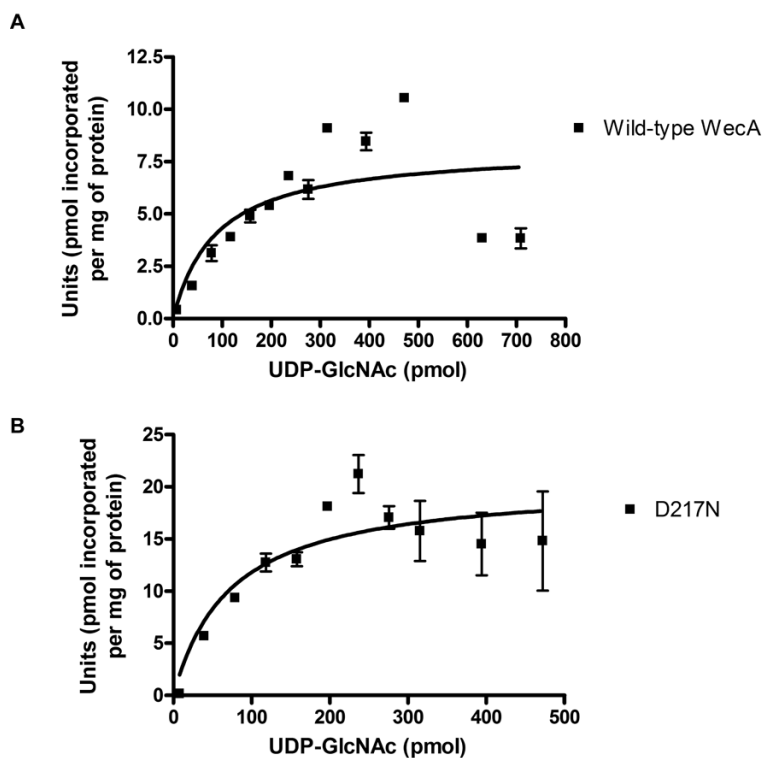 A
12.5
10.0
7.5
5.0
2.5
0.0
Units (pmol incorporated
per mg of protein)
0 100 200 300 400 500 600 700 800
UDP-GlcNAc (pmol)
Wild-type WecA
B
25
20
15
10
5
0
Units (pmol incorporated
per mg of protein)
0 100 200 300 400 500
UDP-GlcNAc (pmol)
D217N